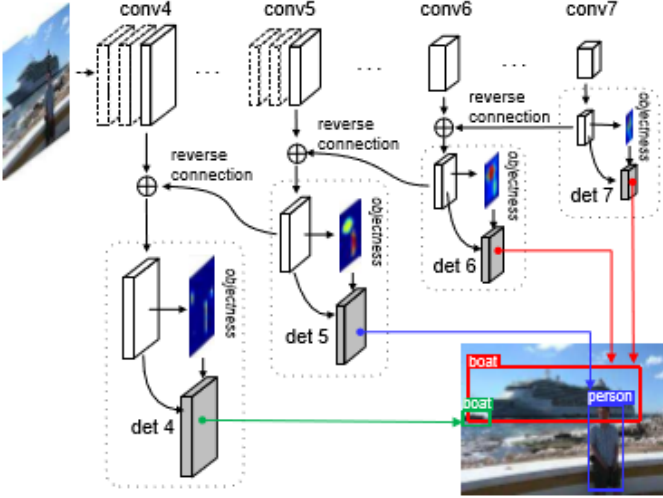 conv4
conv5
conv6
conv7
...
...
...
reverse
connection
reverse
connection
reverse
connection
objectness
det 7
objectness
det 6
objectness
det 5
objectness
det 4
boat
person
boat